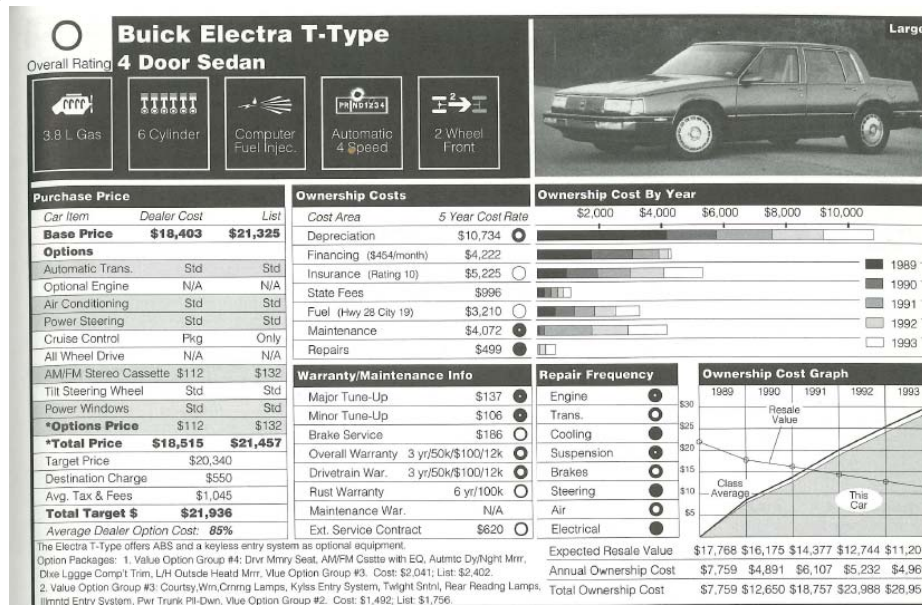 Buick Electra T-Type
Large
Overall Rating 4 Door Sedan
3.8 L Gas
6 Cylinder
Computer Fuel Injec.
PRND1234
Automatic 4 Speed
2
2 Wheel Front
Purchase Price
Car Item Dealer Cost List
Base Price $18,403 $21,325
Options
Automatic Trans. Std Std
Optional Engine N/A N/A
Air Conditioning Std Std
Power Steering Std Std
Cruise Control Pkg Only
All Wheel Drive N/A N/A
AM/FM Stereo Cassette $112 $132
Tilt Steering Wheel Std Std
Power Windows Std Std
*Options Price $112 $132
*Total Price $18,515 $21,457
Target Price $20,340
Destination Charge $550
Avg. Tax & Fees $1,045
Total Target $ $21,936
Average Dealer Option Cost: 85%
Ownership Costs
Cost Area 5 Year Cost Rate
Depreciation $10,734
Financing ($454/month) $4,222
Insurance (Rating 10) $5,225
State Fees $996
Fuel (Hwy 28 City 19) $3,210
Maintenance $4,072
Repairs $499
Ownership Cost By Year
$2,000 $4,000 $6,000 $8,000 $10,000
1989
1990
1991
1992
1993
Warranty/Maintenance Info
Major Tune-Up $137
Minor Tune-Up $106
Brake Service $186
Overall Warranty 3 yr/50k/$100/12k
Drivetrain War. 3 yr/50k/$100/12k
Rust Warranty 6 yr/100k
Maintenance War. N/A
Ext. Service Contract $620
Repair Frequency
Engine
Trans.
Cooling
Suspension
Brakes
Steering
Air
Electrical
Ownership Cost Graph
1989 1990 1991 1992 1993
$30
$25
$20
$15
$10
$5
Resale Value
Class Average
This Car
Expected Resale Value $17,768 $16,175 $14,377 $12,744 $11,20
Annual Ownership Cost $7,759 $4,891 $6,107 $5,232 $4,96
Total Ownership Cost $7,759 $12,650 $18,757 $23,988 $28,9
The Electra T-Type offers ABS and a keyless entry system as optional equipment.
Option Packages: 1. Value Option Group #4: Drvr Mmry Seat, AM/FM Csstte with EQ, Autmtc Dy/Nght Mrrr,
Dlxe Lggge Comp't Trim, L/H Outsde Heatd Mrrr, Vlue Option Group #3. Cost: $2,041; List: $2,402.
2. Value Option Group #3: Courtsy,Wrn,Crnrng Lamps, Kylss Entry System, Twlght Sntnl, Rear Readng Lamps,
Illmntd Entry System, Pwr Trunk Pll-Dwn, Vlue Option Group #2. Cost: $1,492; List: $1,756.